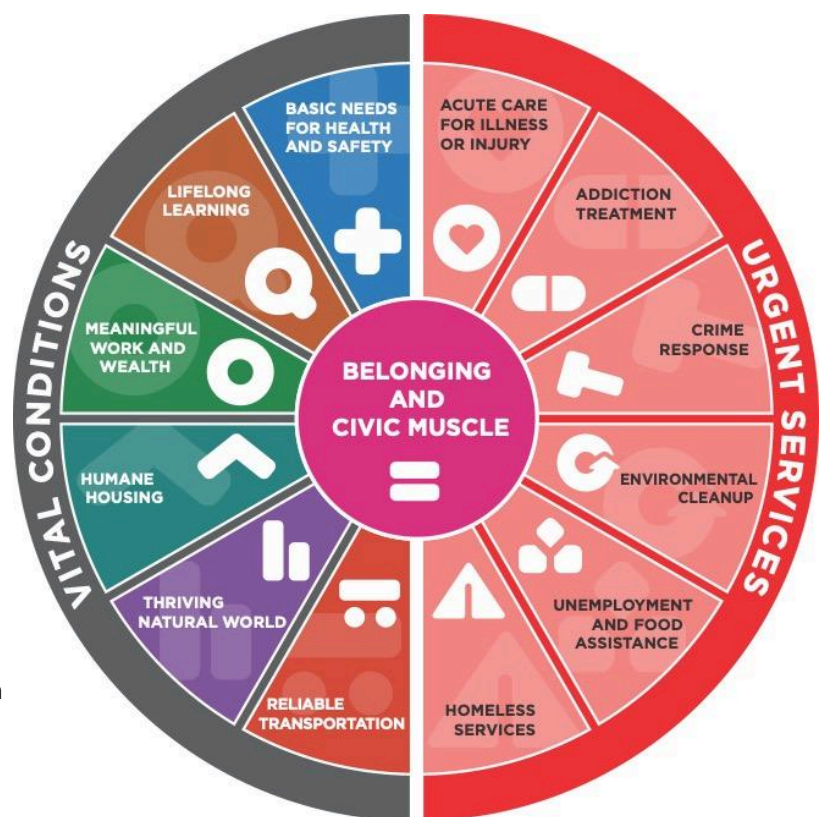 VITAL CONDITIONS
BASIC NEEDS
FOR HEALTH
AND SAFETY
LIFELONG
LEARNING
MEANINGFUL
WORK AND
WEALTH
HUMANE
HOUSING
THRIVING
NATURAL WORLD
RELIABLE
TRANSPORTATION
BELONGING
AND
CIVIC MUSCLE
URGENT SERVICES
ACUTE CARE
FOR ILLNESS
OR INJURY
ADDICTION
TREATMENT
CRIME
RESPONSE
ENVIRONMENTAL
CLEANUP
UNEMPLOYMENT
AND FOOD
ASSISTANCE
HOMELESS
SERVICES